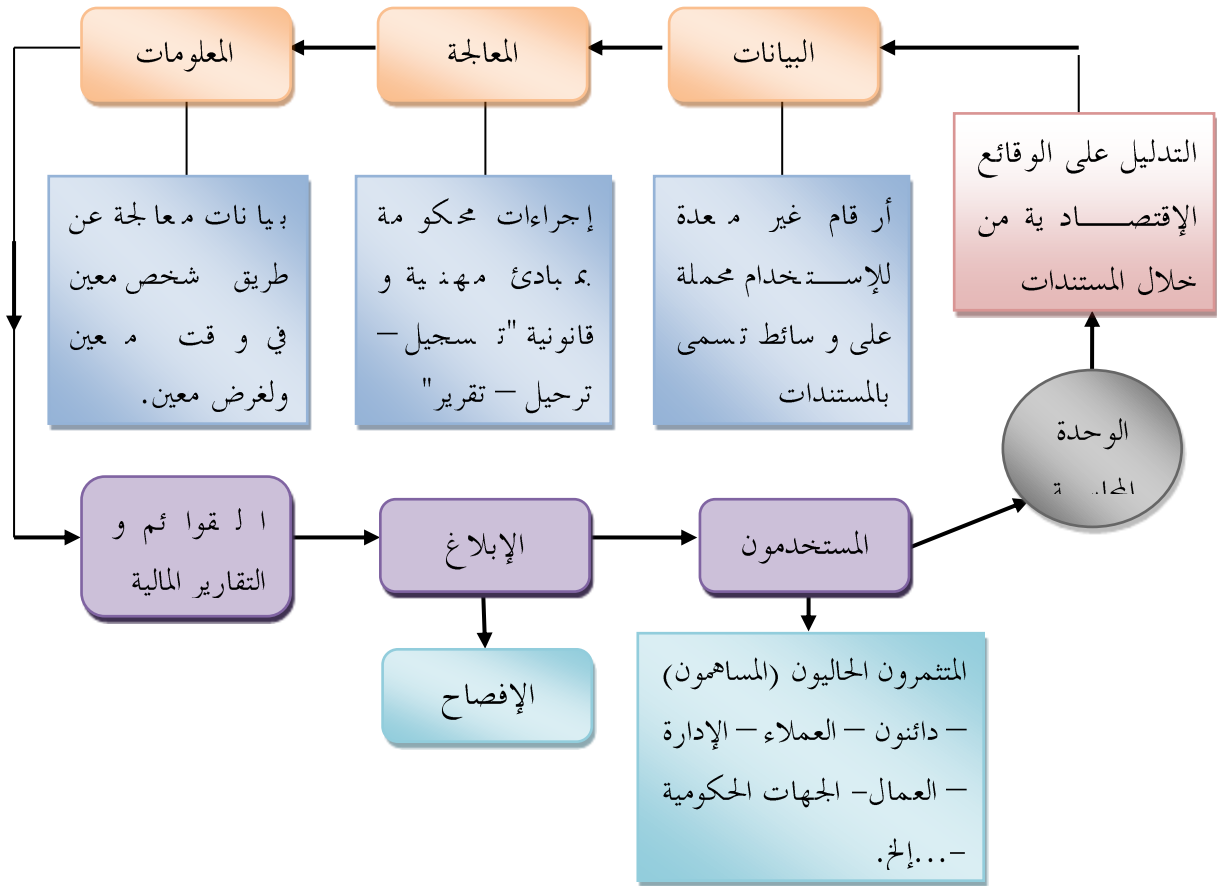 البيانات
المعالجة
المعلومات
التدليل على الوقائع
الإقتصادية من
خلال المستندات
أرقام غير معدة
للإستخدام محملة
على وسائط تسمى
بالمستندات
إجراءات محكومة
بمبادئ مهنية و
قانونية "تسجيل –
ترحيل – تقرير"
بيانات معالجة عن
طريق شخص معين
في وقت معين
ولغرض معين.
الوحدة
القوائم و
التقارير المالية
الإبلاغ
المستخدمون
الإفصاح
المتثمرون الحاليون (المساهمون)
– دائنون – العملاء – الإدارة
– العمال- الجهات الحكومية
-...إلخ.